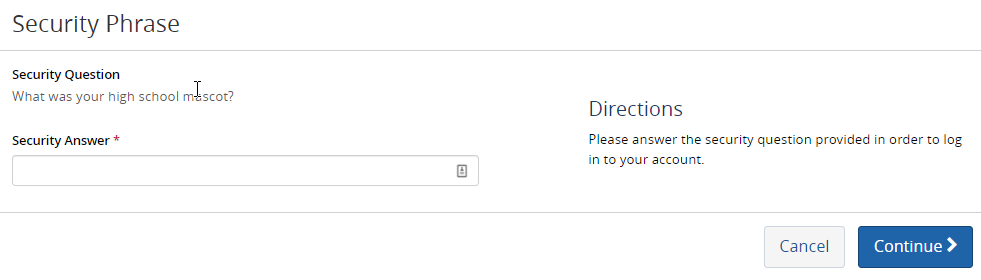 Security Phrase
Security Question
What was your high school mascot?
Security Answer *
Directions
Please answer the security question provided in order to log
in to your account.
Cancel
Continue